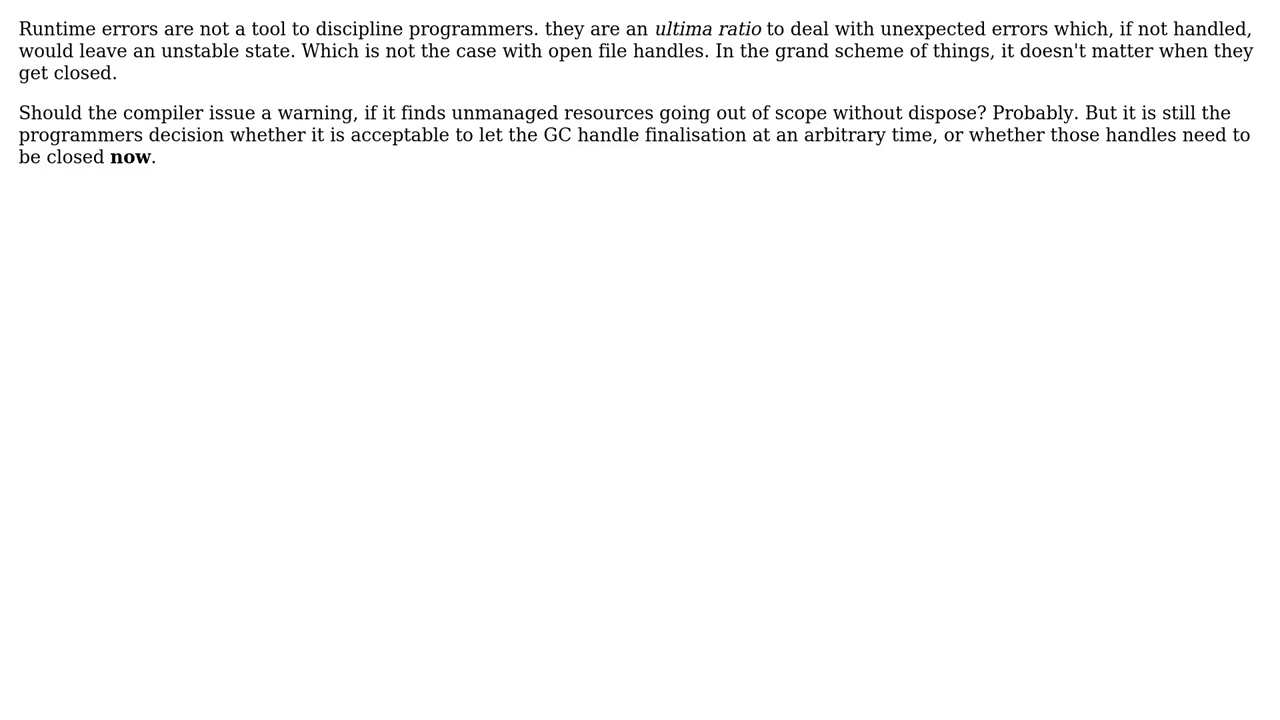 Runtime errors are not a tool to discipline programmers. they are an ultima ratio to deal with unexpected errors which, if not handled,
would leave an unstable state. Which is not the case with open file handles. In the grand scheme of things, it doesn't matter when they
get closed.
Should the compiler issue a warning, if it finds unmanaged resources going out of scope without dispose? Probably. But it is still the
programmers decision whether it is acceptable to let the GC handle finalisation at an arbitrary time, or whether those handles need to
be closed now.